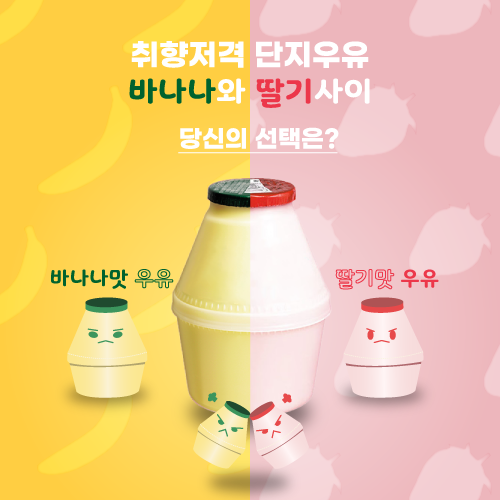 취향저격 단지우유
바나나와 딸기사이
당신의 선택은?
바나나맛 우유
딸기맛 우유